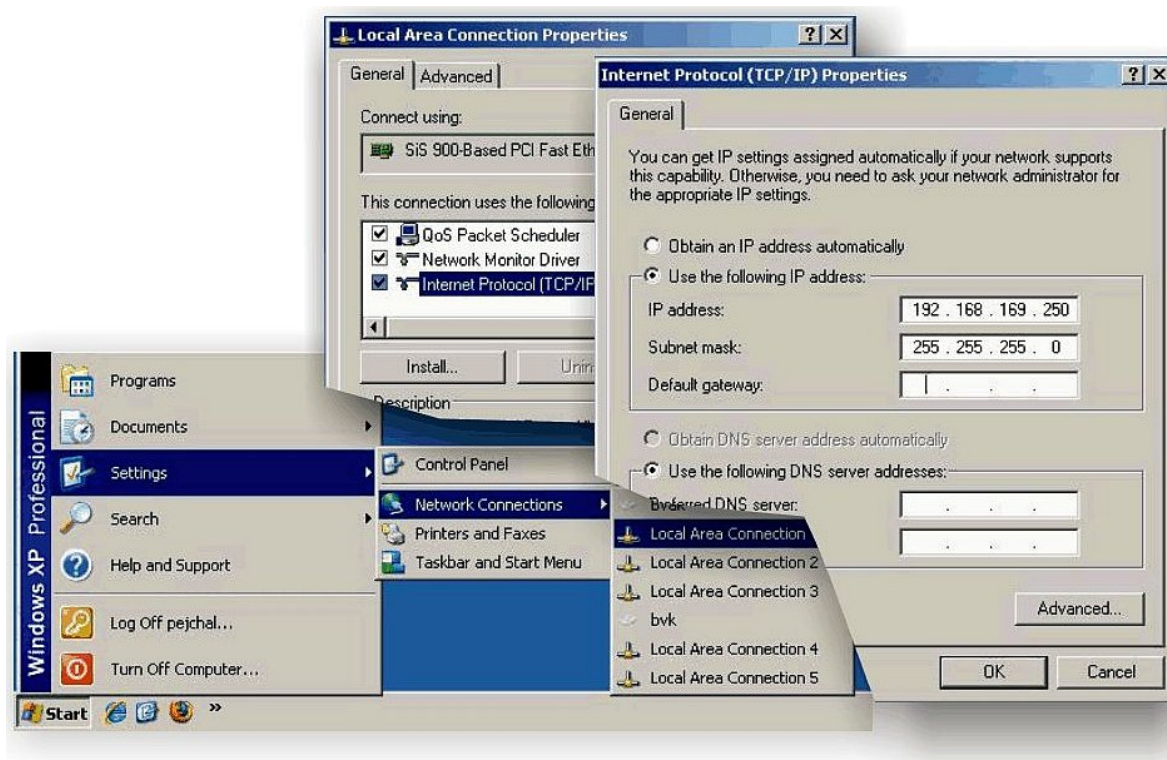 Local Area Connection Properties
General
Advanced
Connect using:
SiS 900-Based PCI Fast Eth
This connection uses the following
QoS Packet Scheduler
Network Monitor Driver
Internet Protocol (TCP/IP
Install...
Unin
Description
Internet Protocol (TCP/IP) Properties
General
You can get IP settings assigned automatically if your network supports
this capability. Otherwise, you need to ask your network administrator for
the appropriate IP settings.
Obtain an IP address automatically
Use the following IP address:
IP address:
192 . 168 . 169 . 250
Subnet mask:
255 . 255 . 255 . 0
Default gateway:
. . .
Obtain DNS server address automatically
Use the following DNS server addresses:
DNS server:
. . .
. . .
Advanced...
OK
Cancel
Windows XP Professional
Programs
Documents
Settings
Search
Help and Support
Log Off pejchal...
Turn Off Computer...
Control Panel
Network Connections
Printers and Faxes
Taskbar and Start Menu
Local Area Connection
Local Area Connection 2
Local Area Connection 3
bvk
Local Area Connection 4
Local Area Connection 5
Start
»